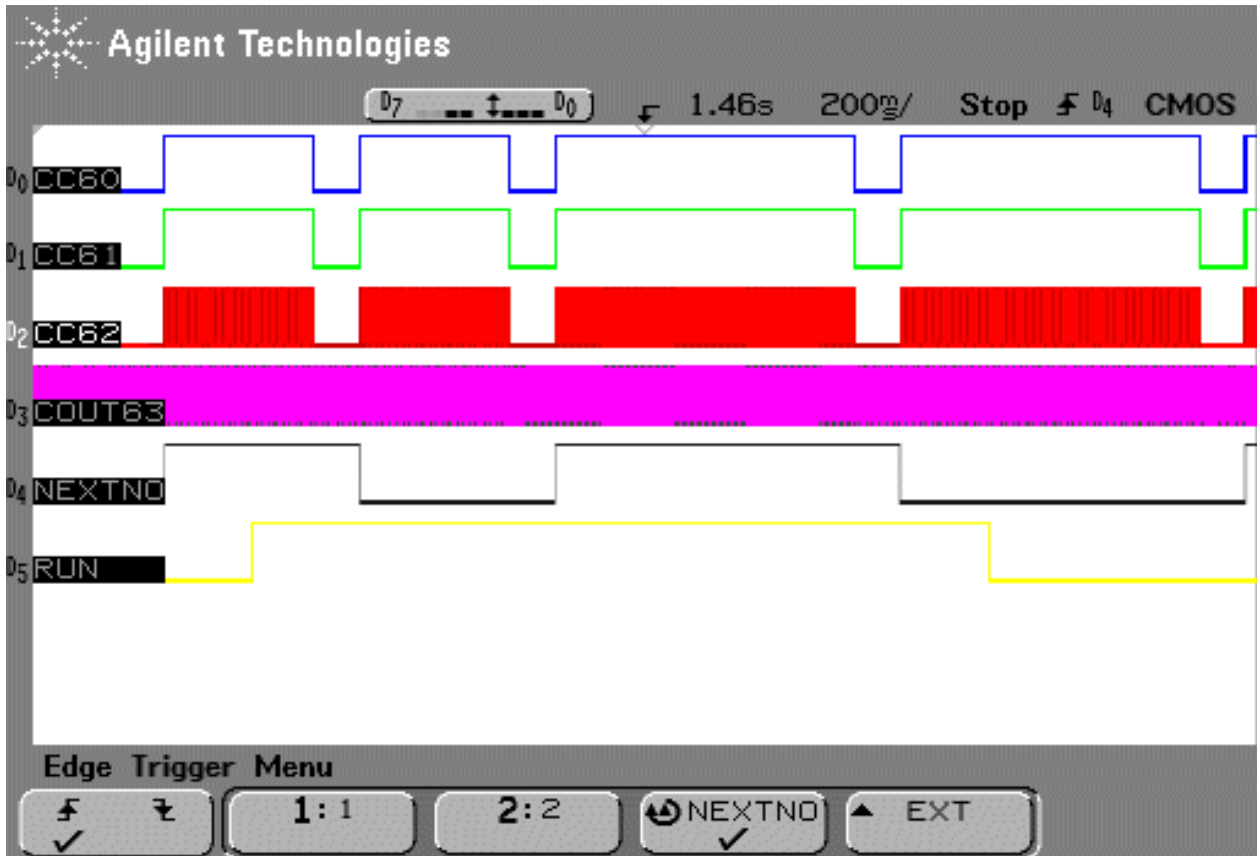 Agilent Technologies
D7 D0 1.46s 200ms/ Stop D4 CMOS
D0 CC60
D1 CC61
D2 CC62
D3 COUT63
D4 NEXTNO
D5 RUN
Edge Trigger Menu
1: 1 2: 2 NEXTNO EXT